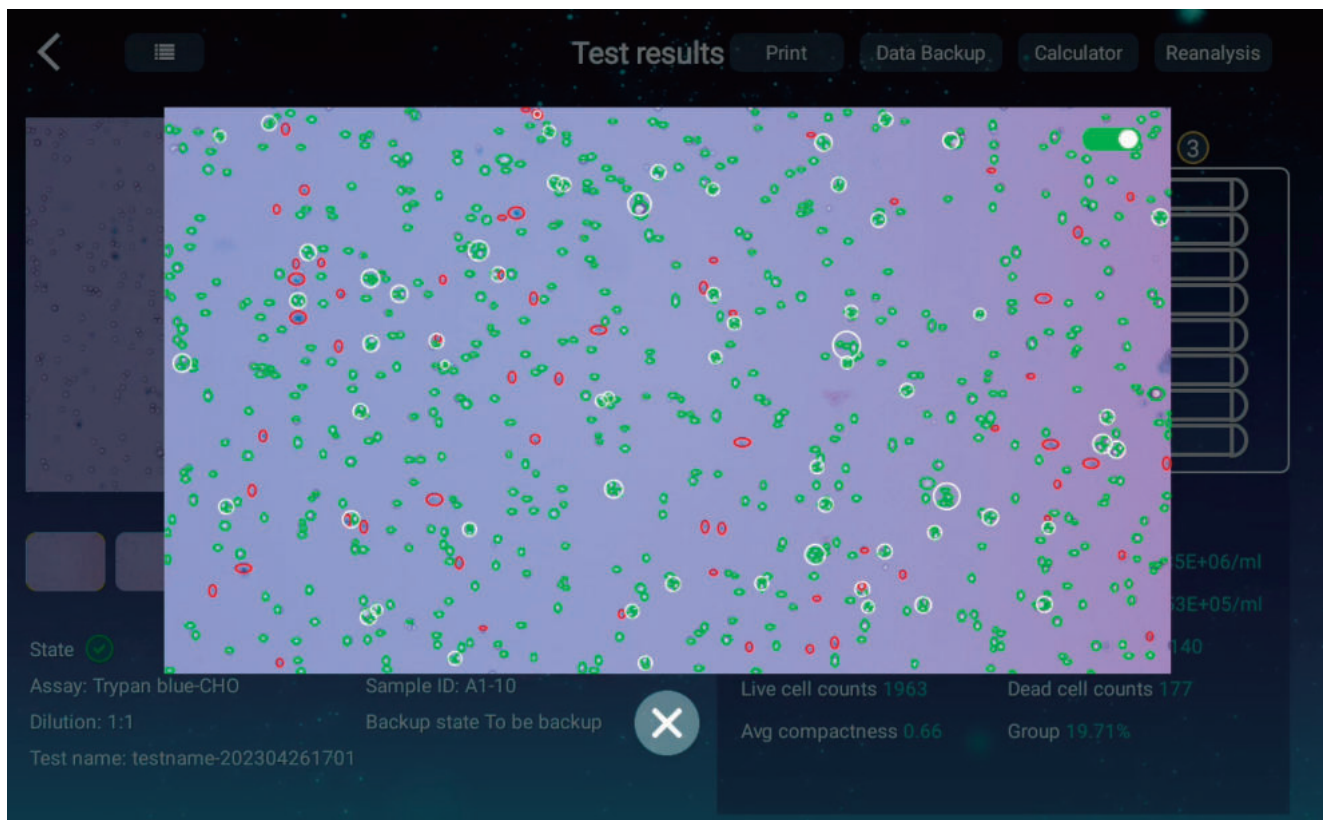 Test results
Print
Data Backup
Calculator
Reanalysis
3
5E+06/ml
3E+05/ml
140
State
Live cell counts 1963
Dead cell counts 177
Assay: Trypan blue-CHO
Sample ID: A1-10
Dilution: 1:1
Backup state To be backup
Avg compactness 0.66
Group 19.71%
Test name: testname-202304261701